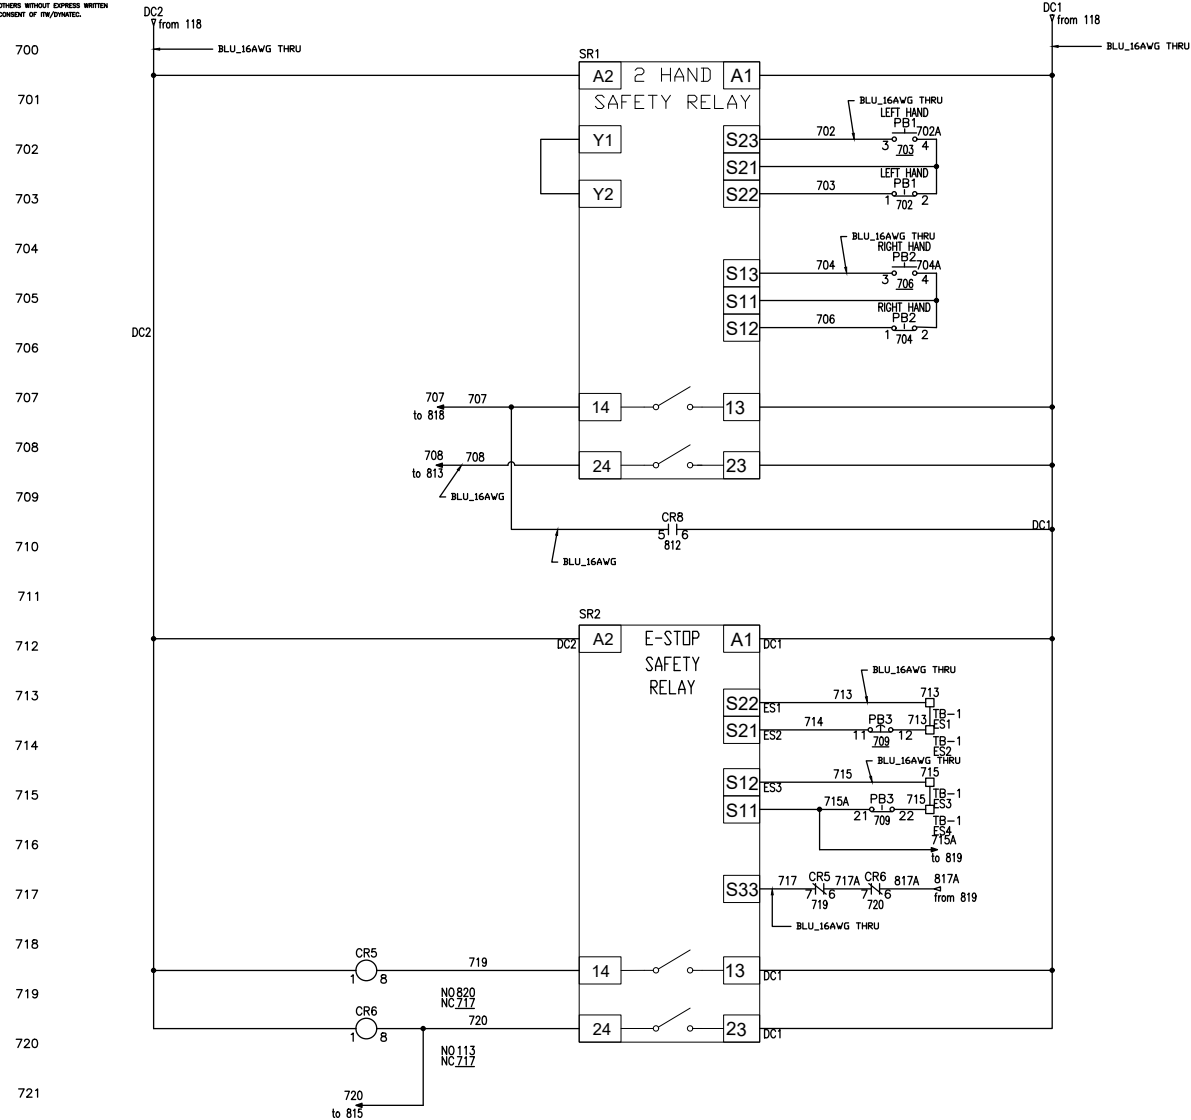 OTHERS WITHOUT EXPRESS WRITTEN
CONSENT OF ITW/DYNATEC.
DC2
from 118
DC1
from 118
700
BLU_16AWG THRU
BLU_16AWG THRU
SR1
A2
2 HAND
A1
SAFETY RELAY
701
BLU_16AWG THRU
LEFT HAND
PB1
702
702A
Y1
S23
3
703
4
702
S21
LEFT HAND
PB1
703
Y2
S22
1
702
2
703
704
BLU_16AWG THRU
RIGHT HAND
PB2
704
704A
S13
3
706
4
705
S11
RIGHT HAND
PB2
706
S12
1
704
2
DC2
706
707
707
707
to 818
14
13
708
708
708
to 813
24
23
709
BLU_16AWG
CR8
5
6
812
DC1
710
BLU_16AWG
711
SR2
712
DC2
A2
E-STOP
A1
DC1
SAFETY
RELAY
713
BLU_16AWG THRU
713
713
S22
ES1
TB-1
ES1
714
PB3
713
S21
ES2
11
709
12
714
TB-1
ES2
BLU_16AWG THRU
715
715
S12
ES3
TB-1
ES3
715
S11
715A
PB3
715
21
709
22
TB-1
ES4
716
715A
to 819
717
S33
717
CR5
717A
CR6
817A
817A
7
6
7
6
719
720
from 819
BLU_16AWG THRU
718
CR5
1
8
719
14
13
DC1
719
NO 820
NC 717
CR6
1
8
720
24
23
DC1
720
NO 113
NC 717
721
720
to 815